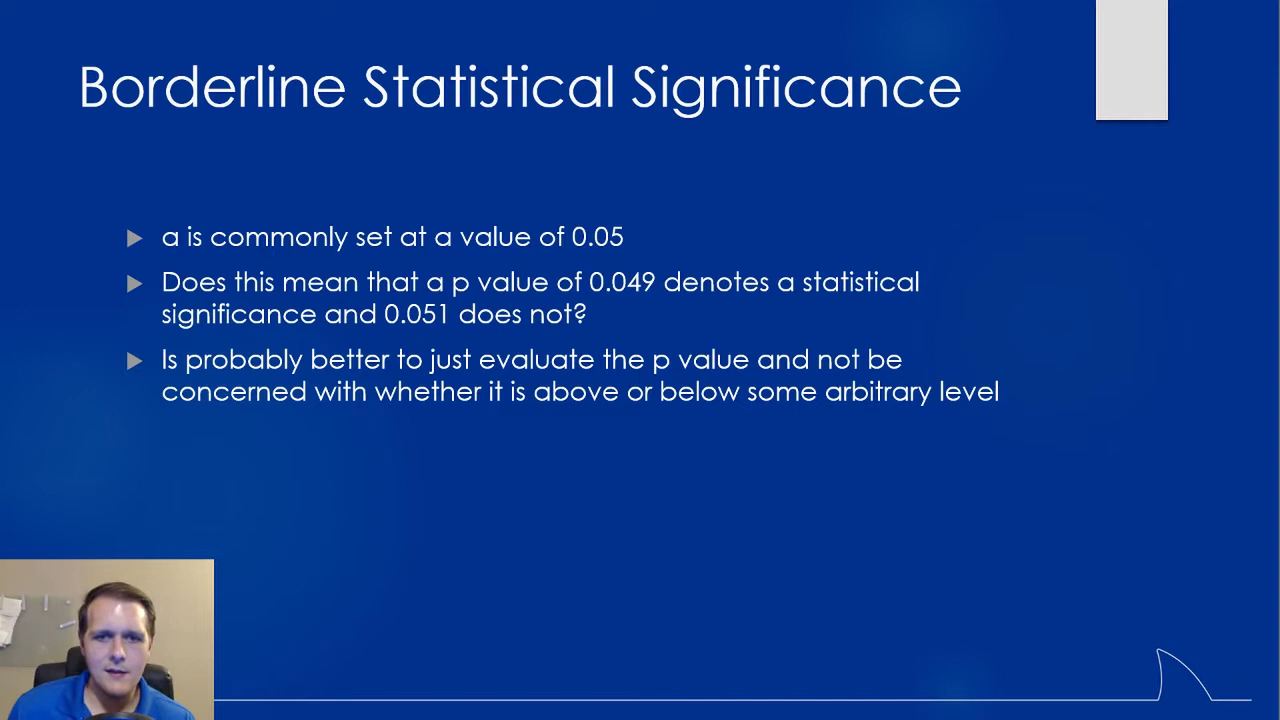 Borderline Statistical Significance
a is commonly set at a value of 0.05
Does this mean that a p value of 0.049 denotes a statistical
significance and 0.051 does not?
Is probably better to just evaluate the p value and not be
concerned with whether it is above or below some arbitrary level